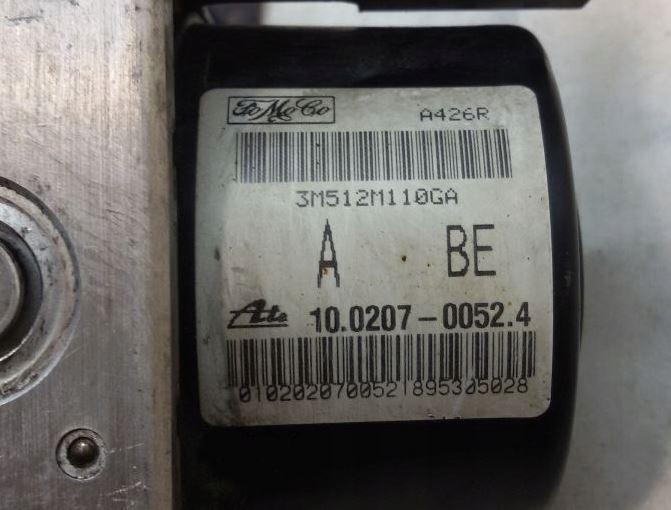 FoMoCo A426R
3M512M110GA
A BE
Ate 10.0207-0052.4
0102020700521895305028